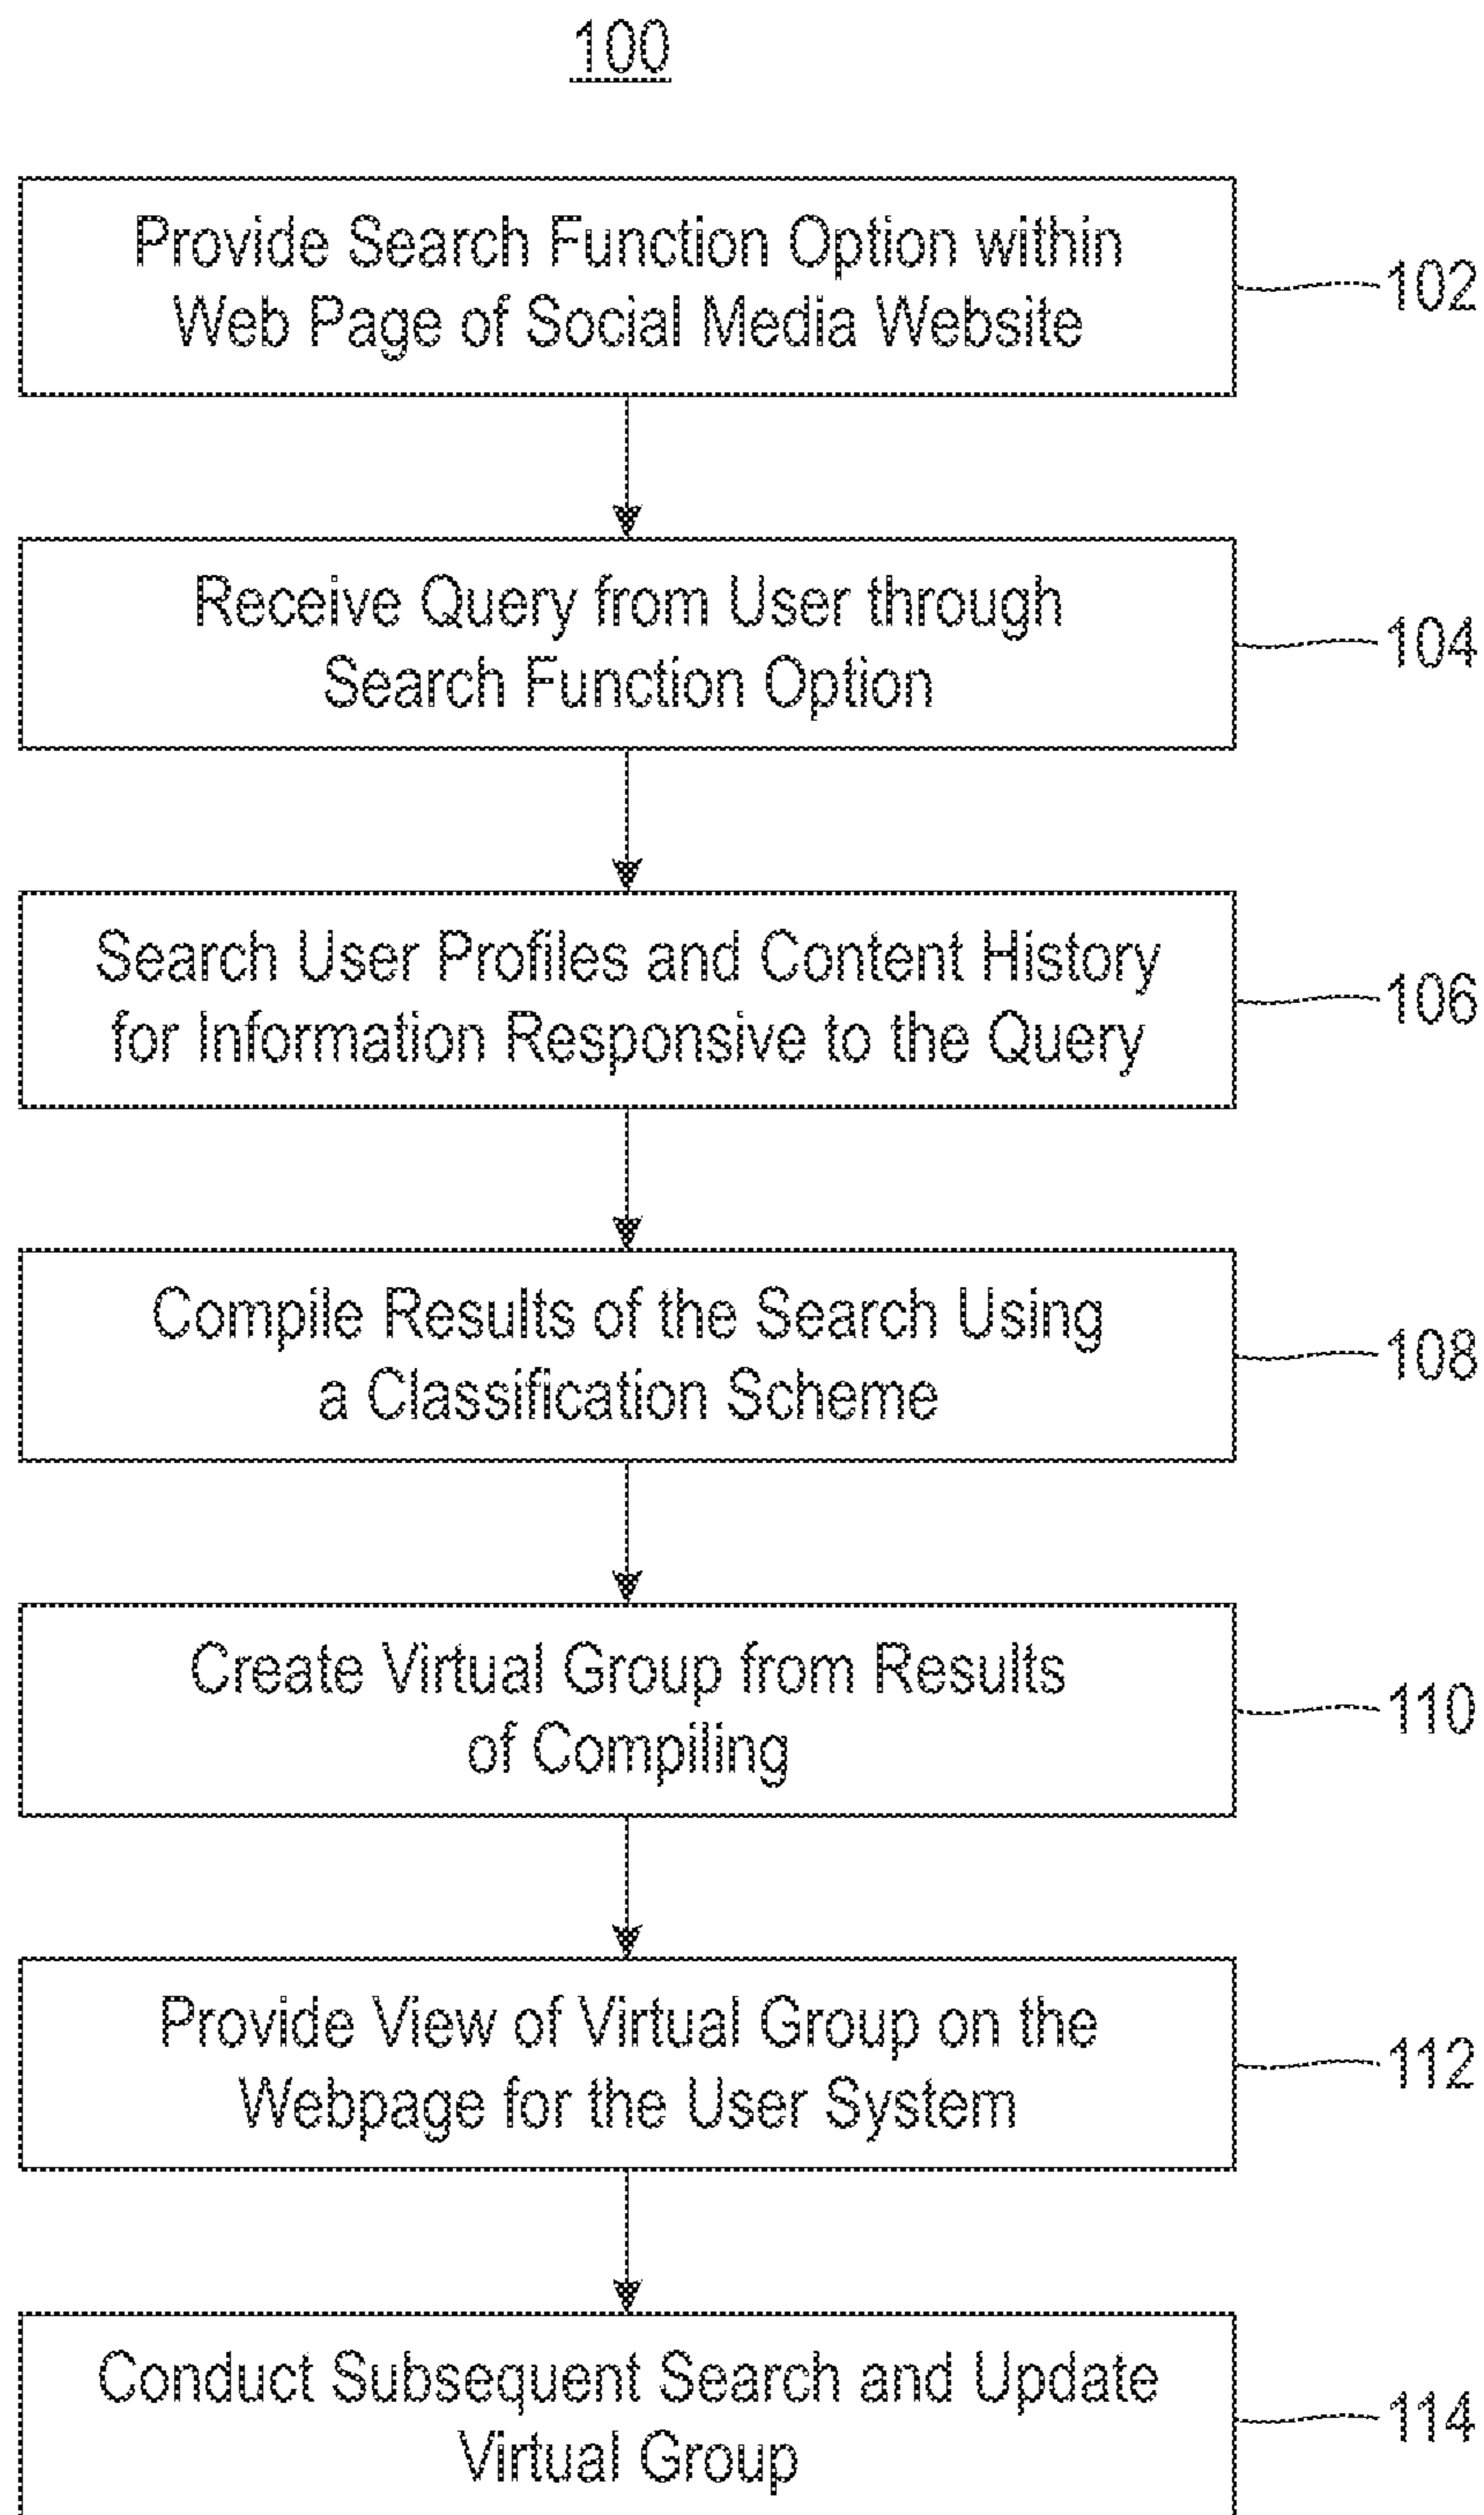 100
Provide Search Function Option within
Web Page of Social Media Website
102
Receive Query from User through
Search Function Option
104
Search User Profiles and Content History
for Information Responsive to the Query
106
Compile Results of the Search Using
a Classification Scheme
108
Create Virtual Group from Results
of Compiling
110
Provide View of Virtual Group on the
Webpage for the User System
112
Conduct Subsequent Search and Update
Virtual Group
114